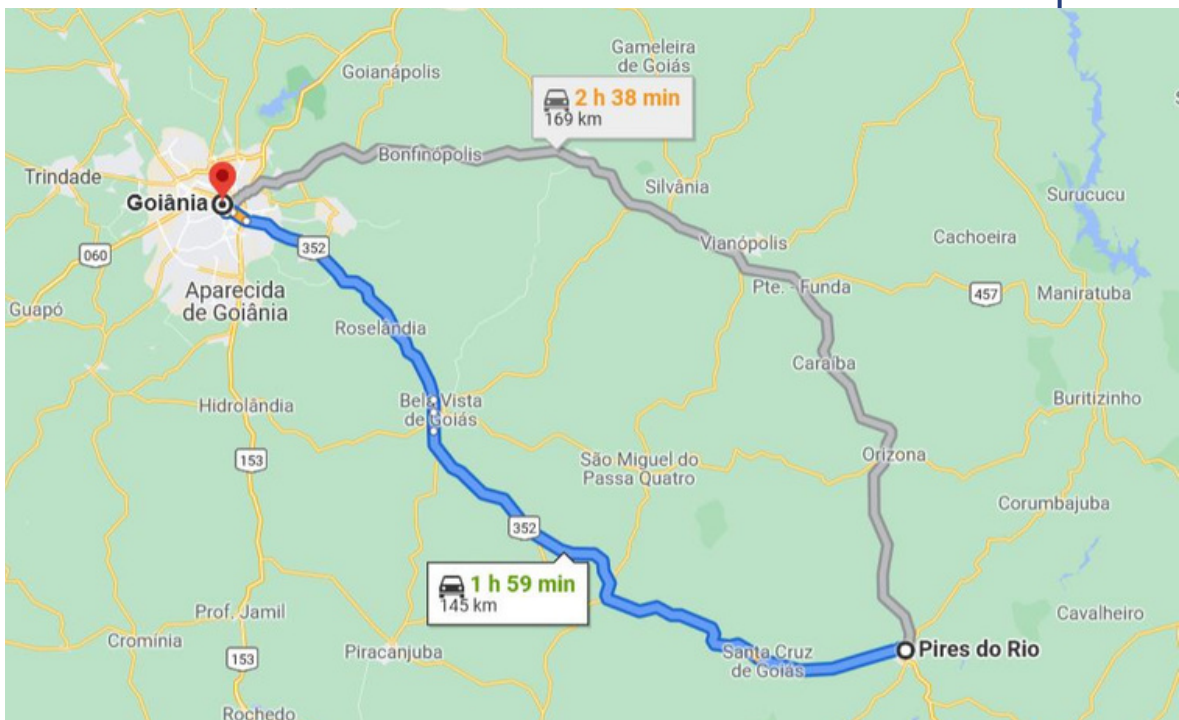 Gameleira
de Goiás
Goianápolis
2 h 38 min
169 km
Bonfinópolis
Trindade
Silvânia
Surucucu
Goiânia
352
Vianópolis
Cachoeira
060
Pte. - Funda
457
Maniratuba
Aparecida
de Goiânia
Guapó
Roselândia
Caraíba
Hidrolândia
Bela Vista
de Goiás
Buritizinho
153
São Miguel do
Passa Quatro
Orizona
Corumbajuba
352
1 h 59 min
145 km
Prof. Jamil
Cavalheiro
Cromínia
153
Piracanjuba
Santa Cruz
de Goiás
Pires do Rio
Rochedo